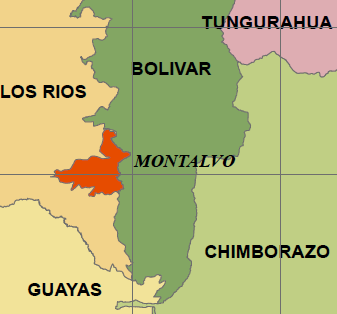 TUNGURAHUA
BOLIVAR
LOS RIOS
MONTALVO
CHIMBORAZO
GUAYAS